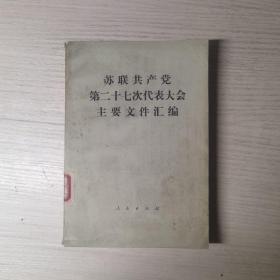 苏联共产党
第二十七次代表大会
主要文件汇编
人民出版社